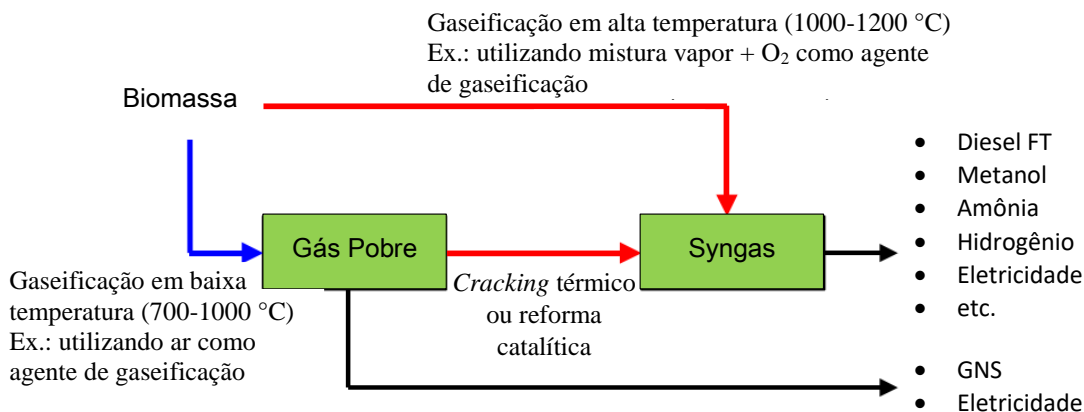 Gaseificação em alta temperatura (1000-1200 °C)
Ex.: utilizando mistura vapor + O₂ como agente
de gaseificação
Biomassa
Gás Pobre
Syngas
Gaseificação em baixa
temperatura (700-1000 °C)
Ex.: utilizando ar como
agente de gaseificação
Cracking térmico
ou reforma
catalítica
• Diesel FT
• Metanol
• Amônia
• Hidrogênio
• Eletricidade
• etc.
• GNS
• Eletricidade